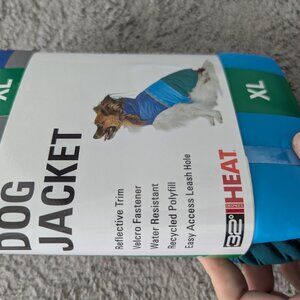 XL
DOG
JACKET
Reflective Trim
Velcro Fastener
Water Resistant
Recycled Polyfill
Easy Access Leash Hole
32° HEAT
XL